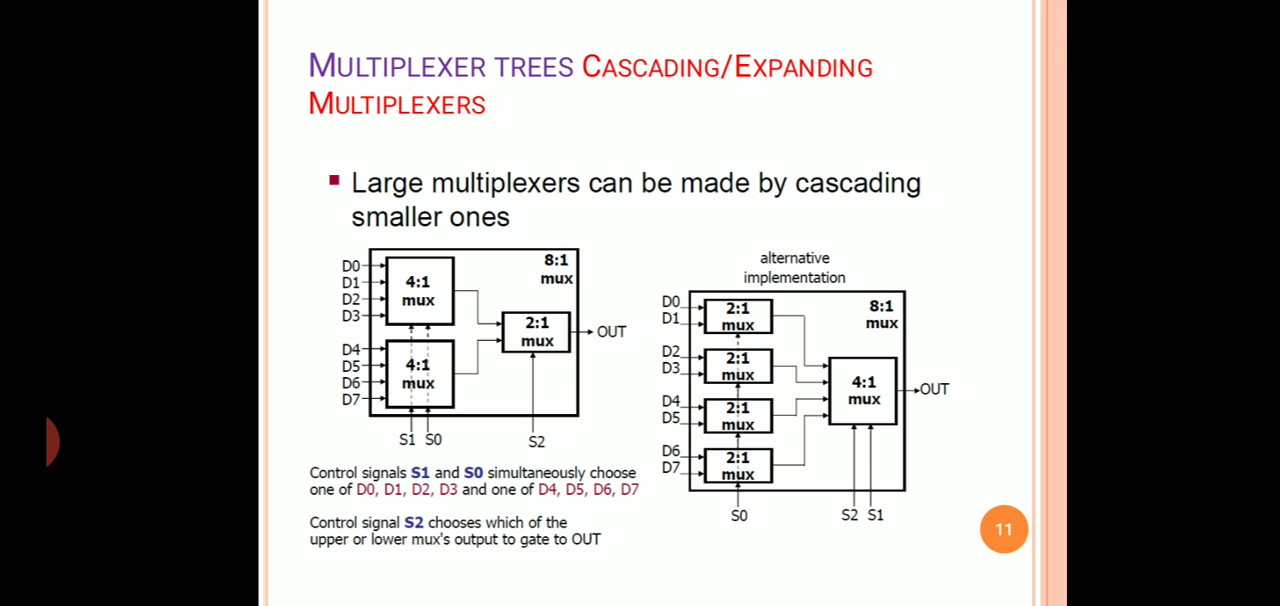 MULTIPLEXER TREES CASCADING/EXPANDING
MULTIPLEXERS
Large multiplexers can be made by cascading
smaller ones
8:1
mux
D0
D1
D2
D3
4:1
mux
D4
D5
D6
D7
4:1
mux
2:1
mux
OUT
S1 S0
S2
Control signals S1 and S0 simultaneously choose
one of D0, D1, D2, D3 and one of D4, D5, D6, D7
Control signal S2 chooses which of the
upper or lower mux's output to gate to OUT
alternative
implementation
8:1
mux
D0
D1
2:1
mux
D2
D3
2:1
mux
D4
D5
2:1
mux
D6
D7
2:1
mux
4:1
mux
OUT
S0
S2 S1
11